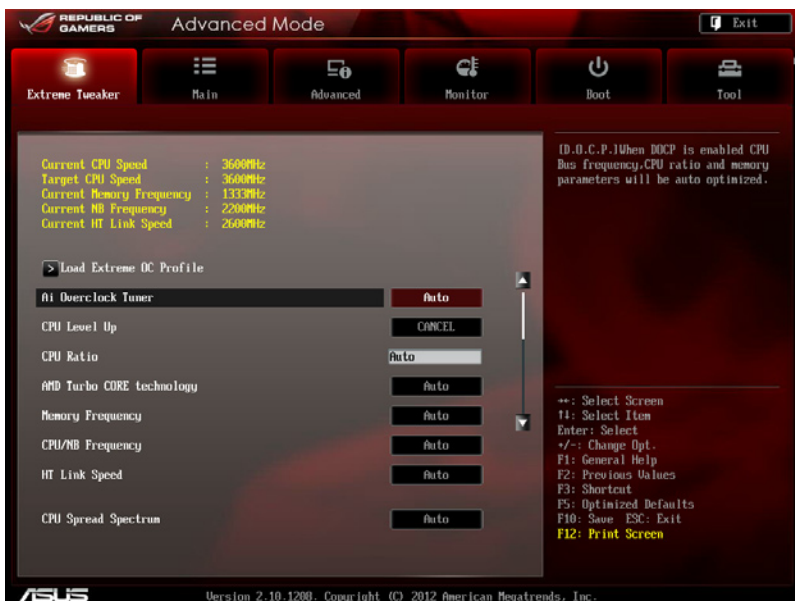 REPUBLIC OF
GAMERS
Advanced Mode
Exit
Extreme Tweaker
Main
Advanced
Monitor
Boot
Tool
Current CPU Speed : 3600MHz
Target CPU Speed : 3600MHz
Current Memory Frequency : 1333MHz
Current NB Frequency : 2200MHz
Current HT Link Speed : 2600MHz
> Load Extreme OC Profile
Ai Overclock Tuner Auto
CPU Level Up CANCEL
CPU Ratio Auto
AMD Turbo CORE technology Auto
Memory Frequency Auto
CPU/NB Frequency Auto
HT Link Speed Auto
CPU Spread Spectrum Auto
[D.O.C.P.]When DOCP is enabled CPU
Bus frequency,CPU ratio and memory
parameters will be auto optimized.
→←: Select Screen
↑↓: Select Item
Enter: Select
+/-: Change Opt.
F1: General Help
F2: Previous Values
F3: Shortcut
F5: Optimized Defaults
F10: Save ESC: Exit
F12: Print Screen
ASUS
Version 2.10.1208. Copyright (C) 2012 American Megatrends, Inc.